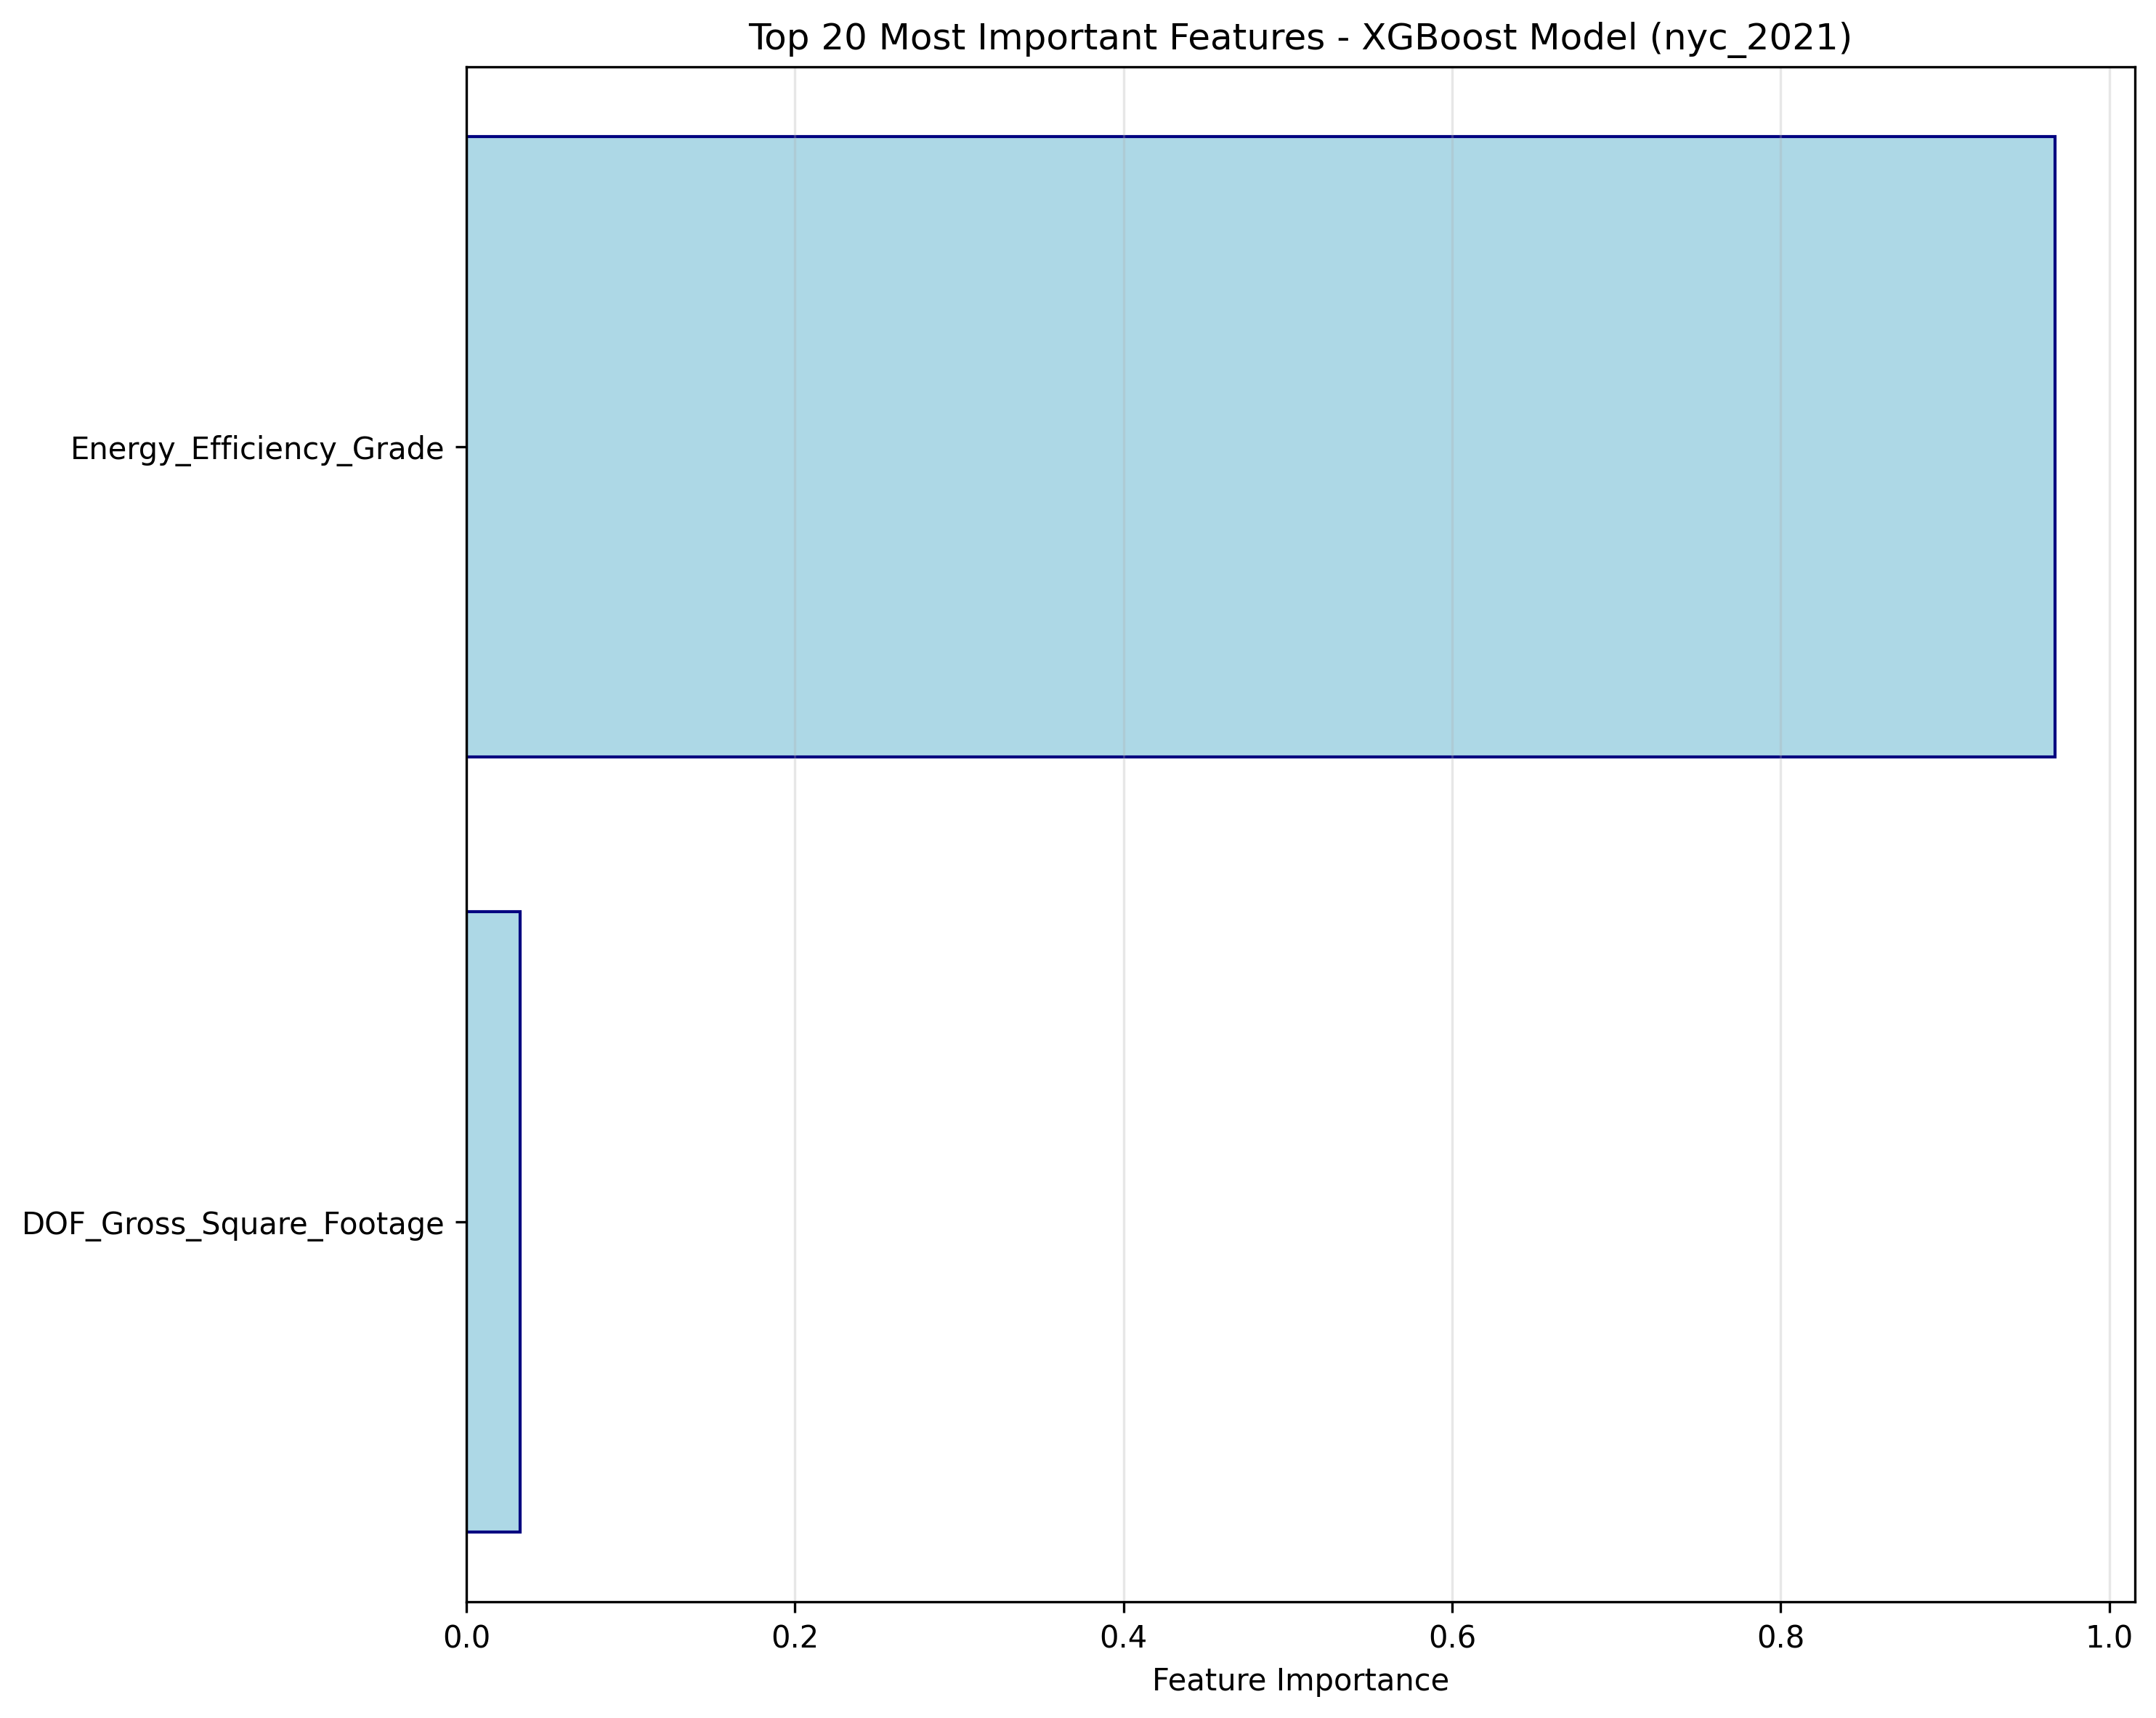 Top 20 Most Important Features - XGBoost Model (nyc_2021)
Energy_Efficiency_Grade
DOF_Gross_Square_Footage
0.0 0.2 0.4 0.6 0.8 1.0
Feature Importance